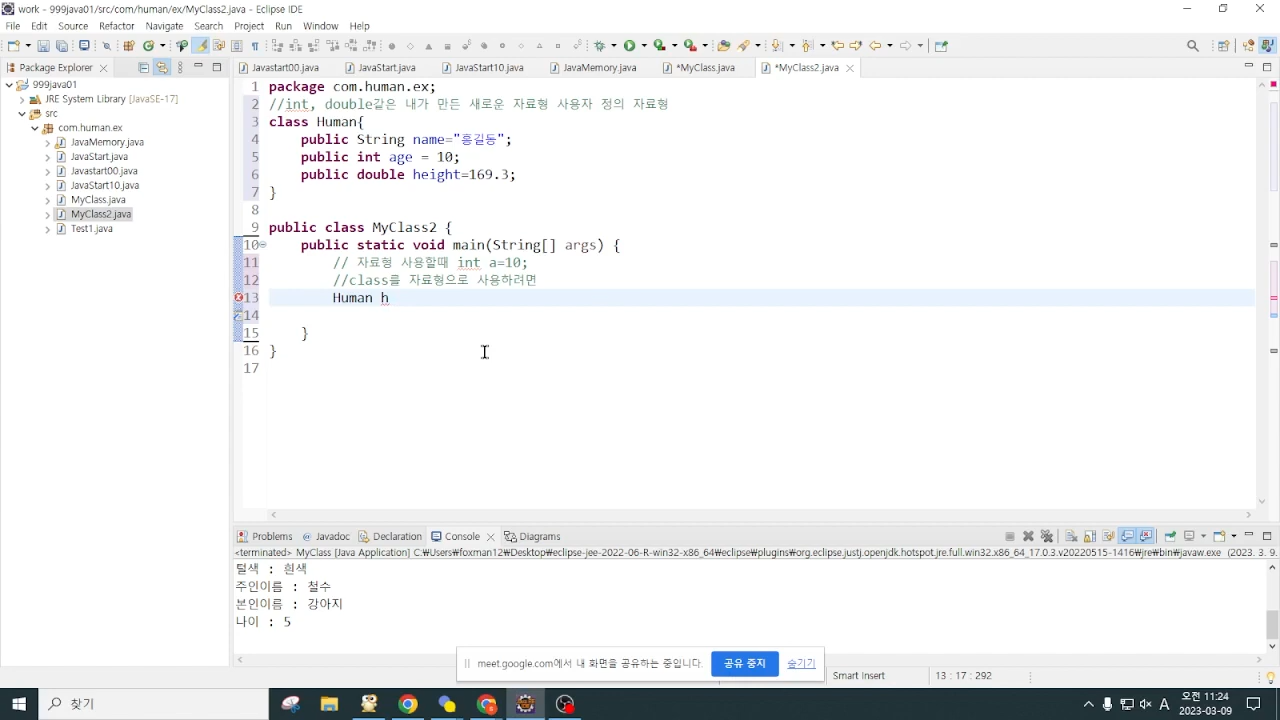 work - 999java01/src/com/human/ex/MyClass2.java - Eclipse IDE
File Edit Source Refactor Navigate Search Project Run Window Help
Package Explorer
Javastart00.java JavaStart.java JavaStart10.java JavaMemory.java *MyClass.java *MyClass2.java
999java01
JRE System Library [JavaSE-17]
src
com.human.ex
JavaMemory.java
JavaStart.java
Javastart00.java
JavaStart10.java
MyClass.java
MyClass2.java
Test1.java
1 package com.human.ex;
2 //int, double같은 내가 만든 새로운 자료형 사용자 정의 자료형
3 class Human{
4 public String name="홍길동";
5 public int age = 10;
6 public double height=169.3;
7 }
8
9 public class MyClass2 {
10 public static void main(String[] args) {
11 // 자료형 사용할때 int a=10;
12 //class를 자료형으로 사용하려면
13 Human h
14
15 }
16 }
17
Problems Javadoc Declaration Console Diagrams
<terminated> MyClass [Java Application] C:₩Users₩foxman12₩Desktop₩eclipse-jee-2022-06-R-win32-x86_64₩eclipse₩plugins₩org.eclipse.justj.openjdk.hotspot.jre.full.win32.x86_64_17.0.3.v20220515-1416₩jre₩bin₩javaw.exe (2023. 3. 9.
털색 : 흰색
주인이름 : 철수
본인이름 : 강아지
나이 : 5
meet.google.com에서 내 화면을 공유하는 중입니다. 공유 중지 숨기기
Smart Insert 13 : 17 : 292
찾기
A 오전 11:24
2023-03-09